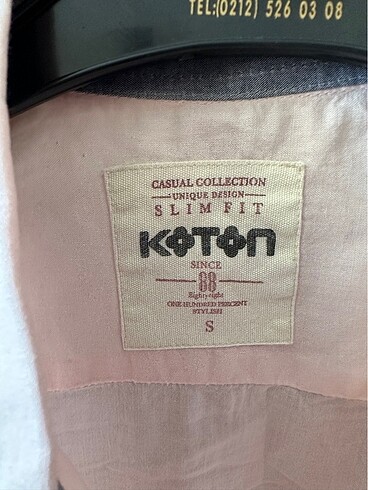 TEL:(0212) 526 03 08
CASUAL COLLECTION
UNIQUE DESIGN
SLIM FIT
KOTON
SINCE
88
Eighty-eight
ONE HUNDRED PERCENT
STYLISH
S